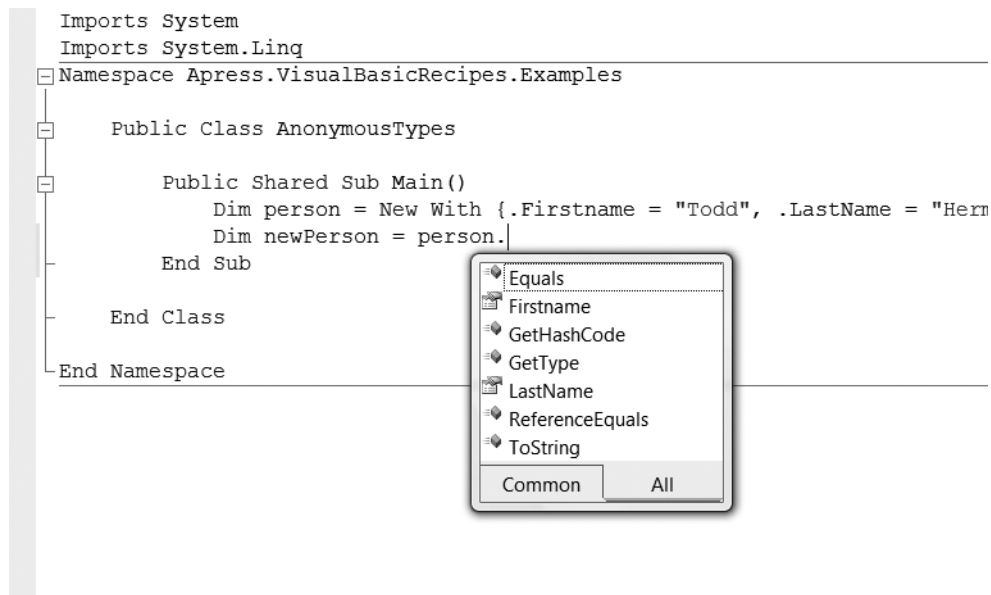 Imports System
Imports System.Linq
Namespace Apress.VisualBasicRecipes.Examples
Public Class AnonymousTypes
Public Shared Sub Main()
Dim person = New With {.Firstname = "Todd", .LastName = "Herm
Dim newPerson = person.
End Sub
End Class
End Namespace
Equals
Firstname
GetHashCode
GetType
LastName
ReferenceEquals
ToString
Common All